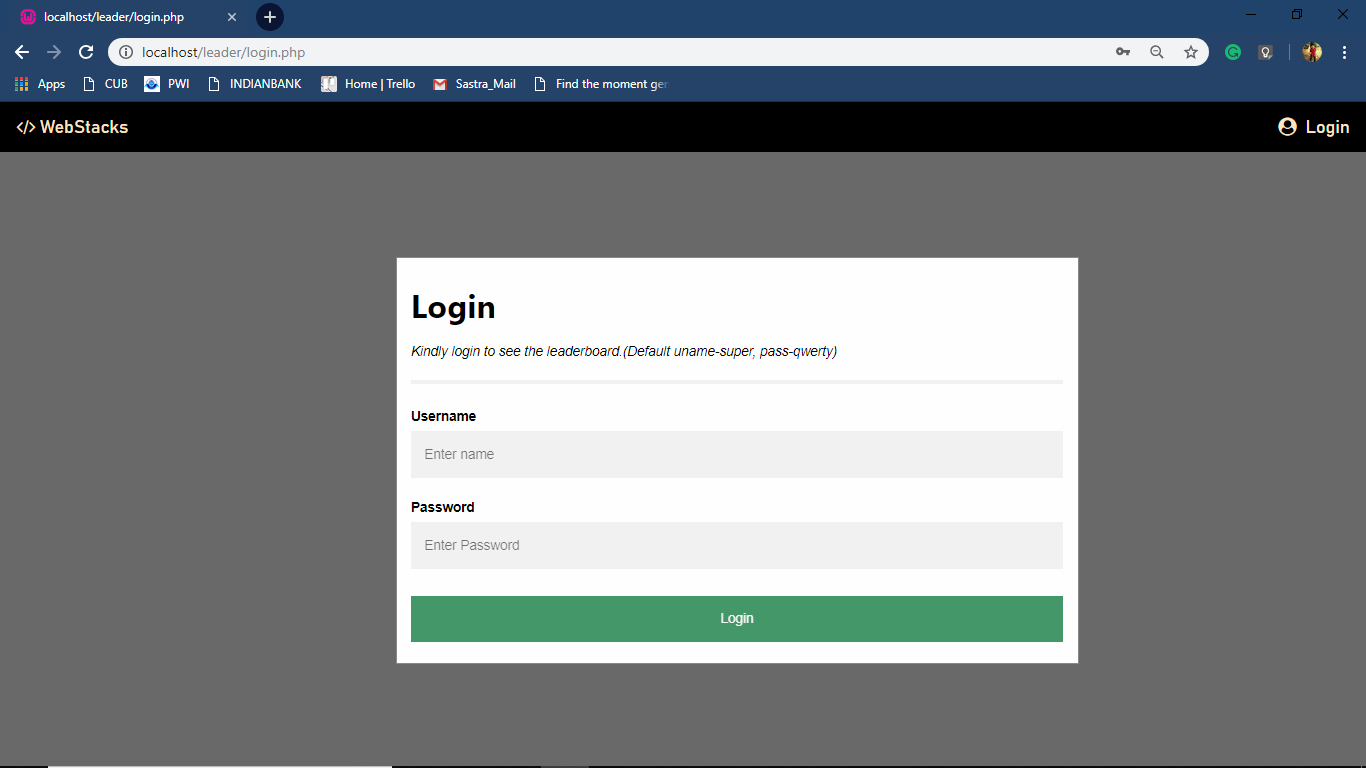 localhost/leader/login.php
localhost/leader/login.php
Apps CUB PWI INDIANBANK Home | Trello Sastra_Mail Find the moment ger
</> WebStacks Login
Login
Kindly login to see the leaderboard.(Default uname-super, pass-qwerty)
Username
Enter name
Password
Enter Password
Login